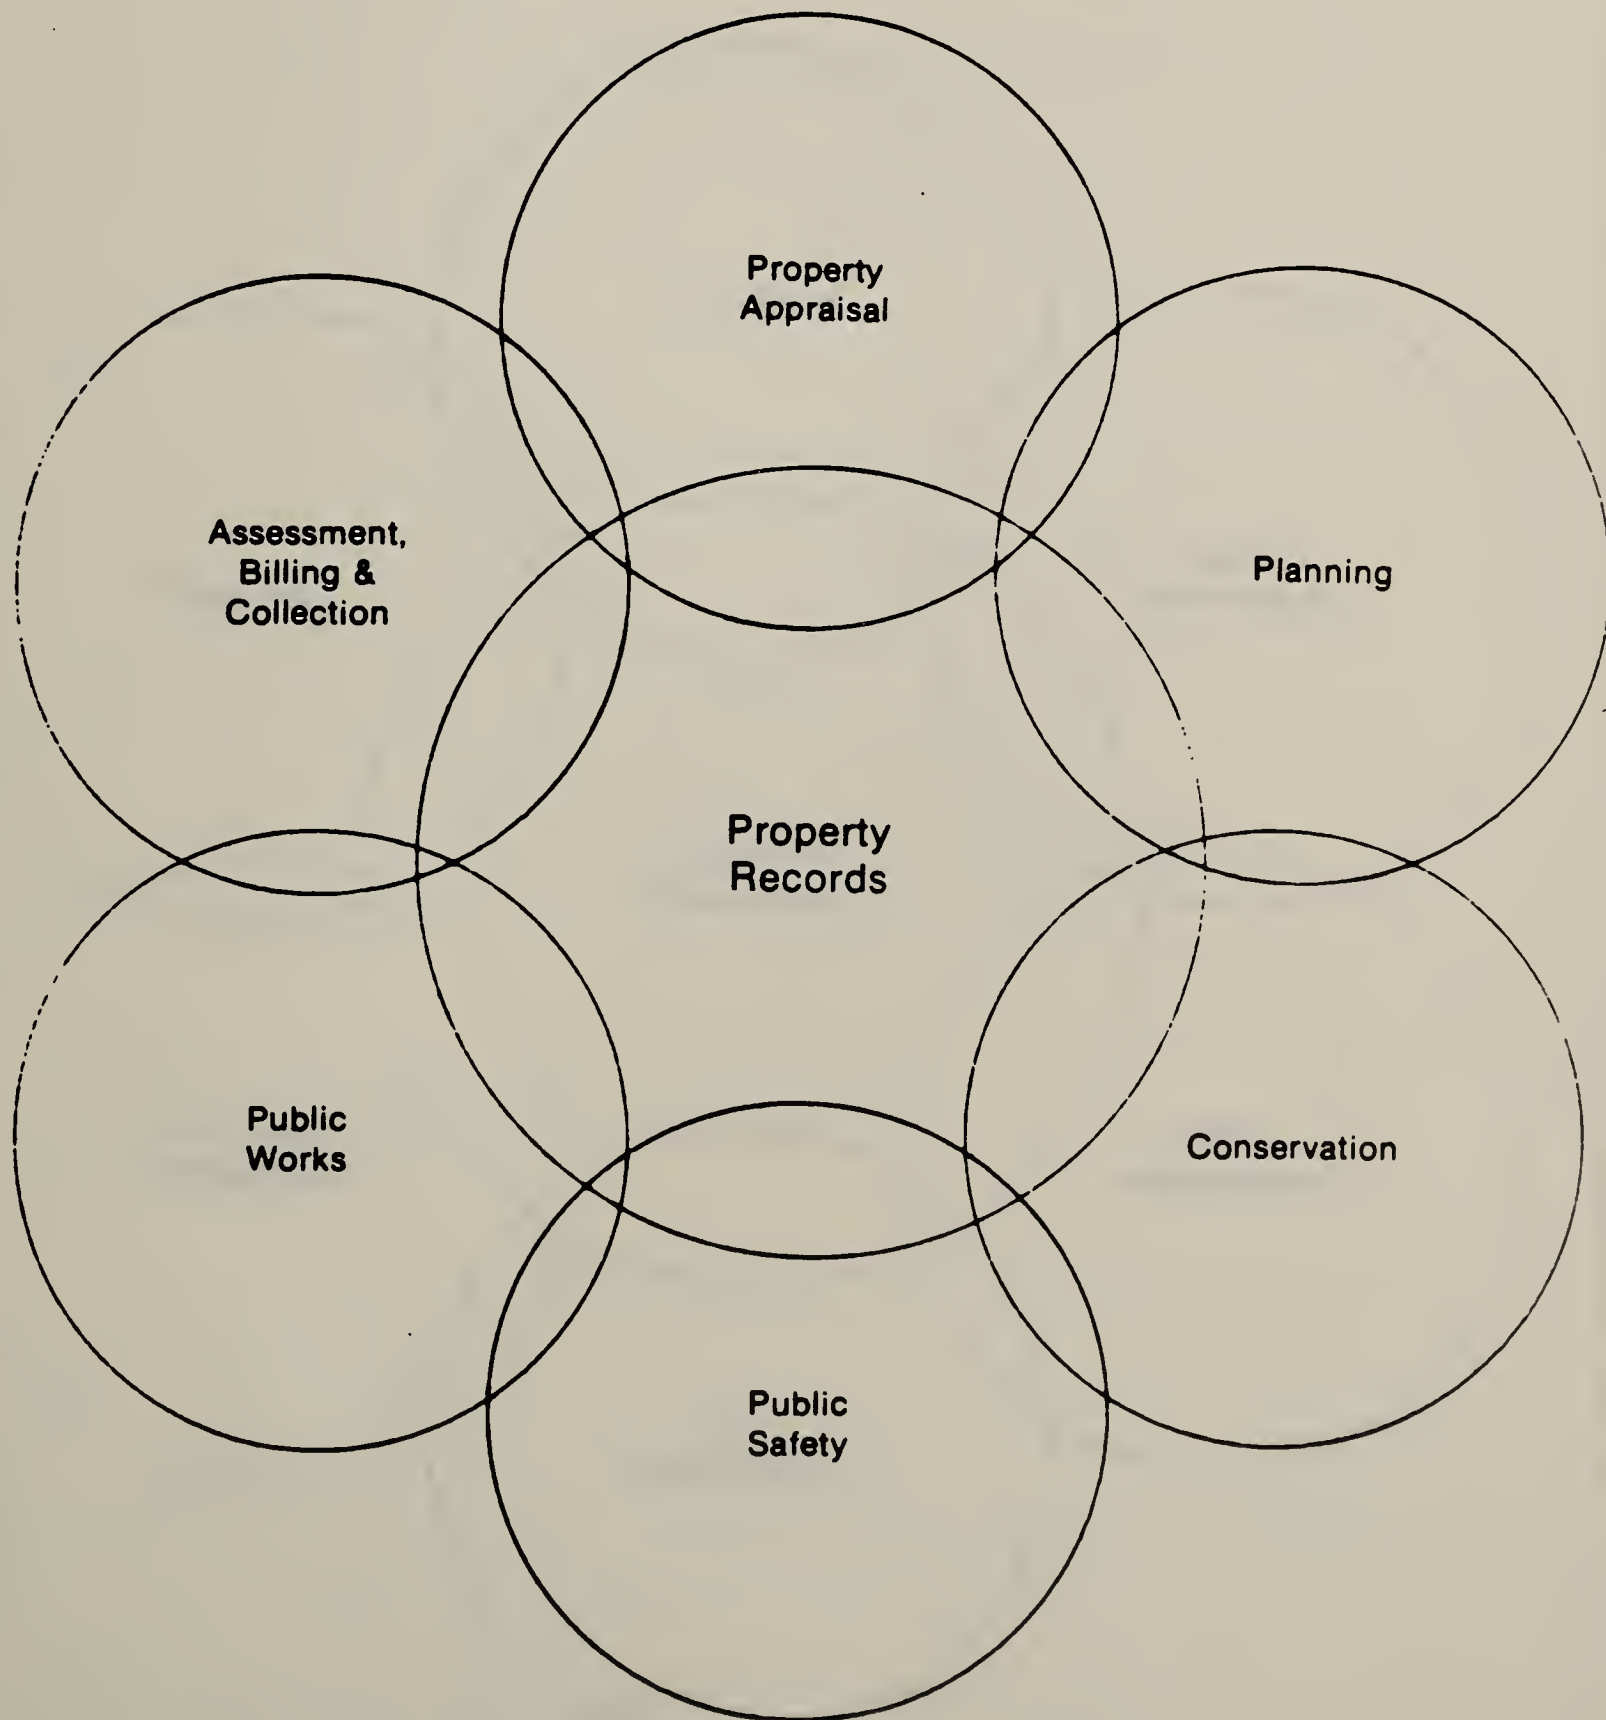 Property
Appraisal
Assessment,
Billing &
Collection
Planning
Property
Records
Public
Works
Conservation
Public
Safety